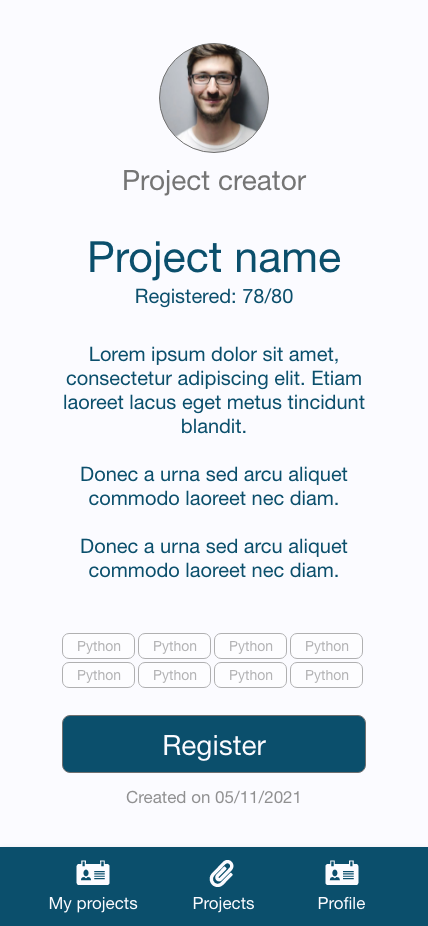 Project creator
Project name
Registered: 78/80
Lorem ipsum dolor sit amet,
consectetur adipiscing elit. Etiam
laoreet lacus eget metus tincidunt
blandit.
Donec a urna sed arcu aliquet
commodo laoreet nec diam.
Donec a urna sed arcu aliquet
commodo laoreet nec diam.
Python Python Python Python
Python Python Python Python
Register
Created on 05/11/2021
My projects Projects Profile